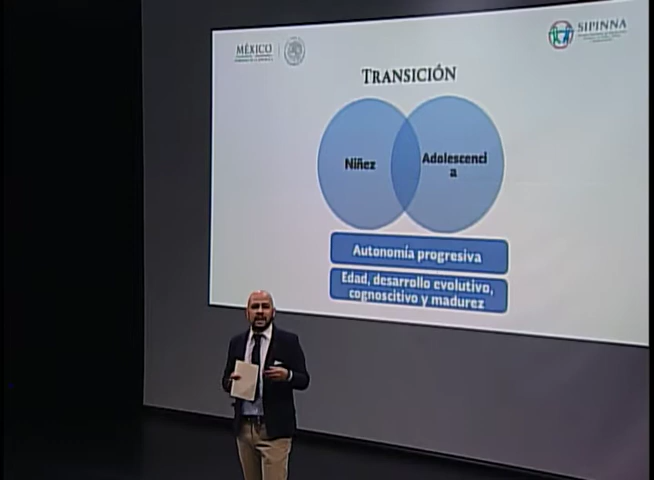 MÉXICO
SIPINNA
TRANSICIÓN
Niñez
Adolescenci
a
Autonomía progresiva
Edad, desarrollo evolutivo,
cognoscitivo y madurez